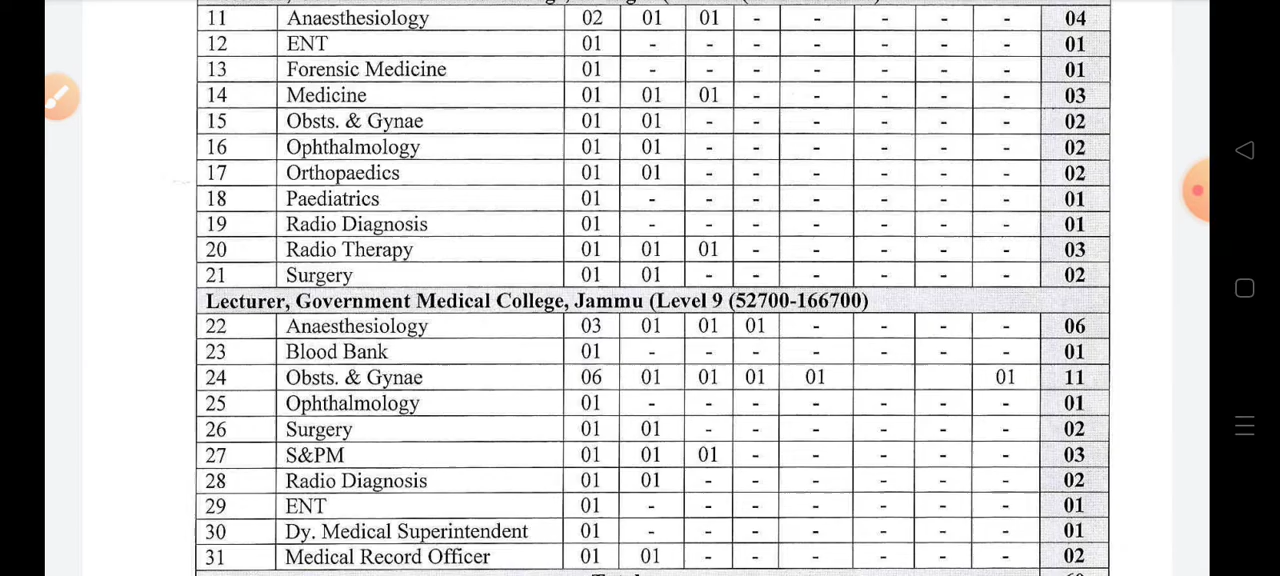 11 Anaesthesiology 02 01 01 - - - - - 04
12 ENT 01 - - - - - - - 01
13 Forensic Medicine 01 - - - - - - - 01
14 Medicine 01 01 01 - - - - - 03
15 Obsts. & Gynae 01 01 - - - - - - 02
16 Ophthalmology 01 01 - - - - - - 02
17 Orthopaedics 01 01 - - - - - - 02
18 Paediatrics 01 - - - - - - - 01
19 Radio Diagnosis 01 - - - - - - - 01
20 Radio Therapy 01 01 01 - - - - - 03
21 Surgery 01 01 - - - - - - 02
Lecturer, Government Medical College, Jammu (Level 9 (52700-166700)
22 Anaesthesiology 03 01 01 01 - - - - 06
23 Blood Bank 01 - - - - - - - 01
24 Obsts. & Gynae 06 01 01 01 01 01 11
25 Ophthalmology 01 - - - - - - - 01
26 Surgery 01 01 - - - - - - 02
27 S&PM 01 01 01 - - - - - 03
28 Radio Diagnosis 01 01 - - - - - - 02
29 ENT 01 - - - - - - - 01
30 Dy. Medical Superintendent 01 - - - - - - - 01
31 Medical Record Officer 01 01 - - - - - - 02